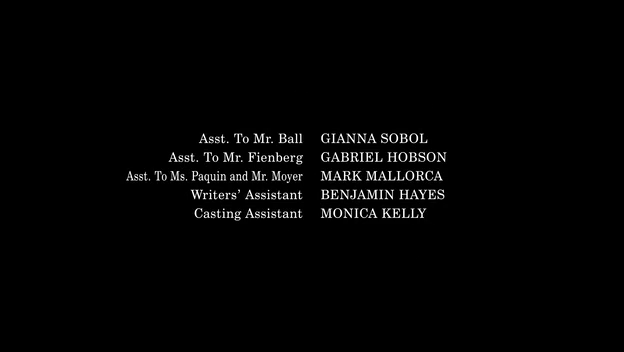 Asst. To Mr. Ball GIANNA SOBOL
Asst. To Mr. Fienberg GABRIEL HOBSON
Asst. To Ms. Paquin and Mr. Moyer MARK MALLORCA
Writers' Assistant BENJAMIN HAYES
Casting Assistant MONICA KELLY